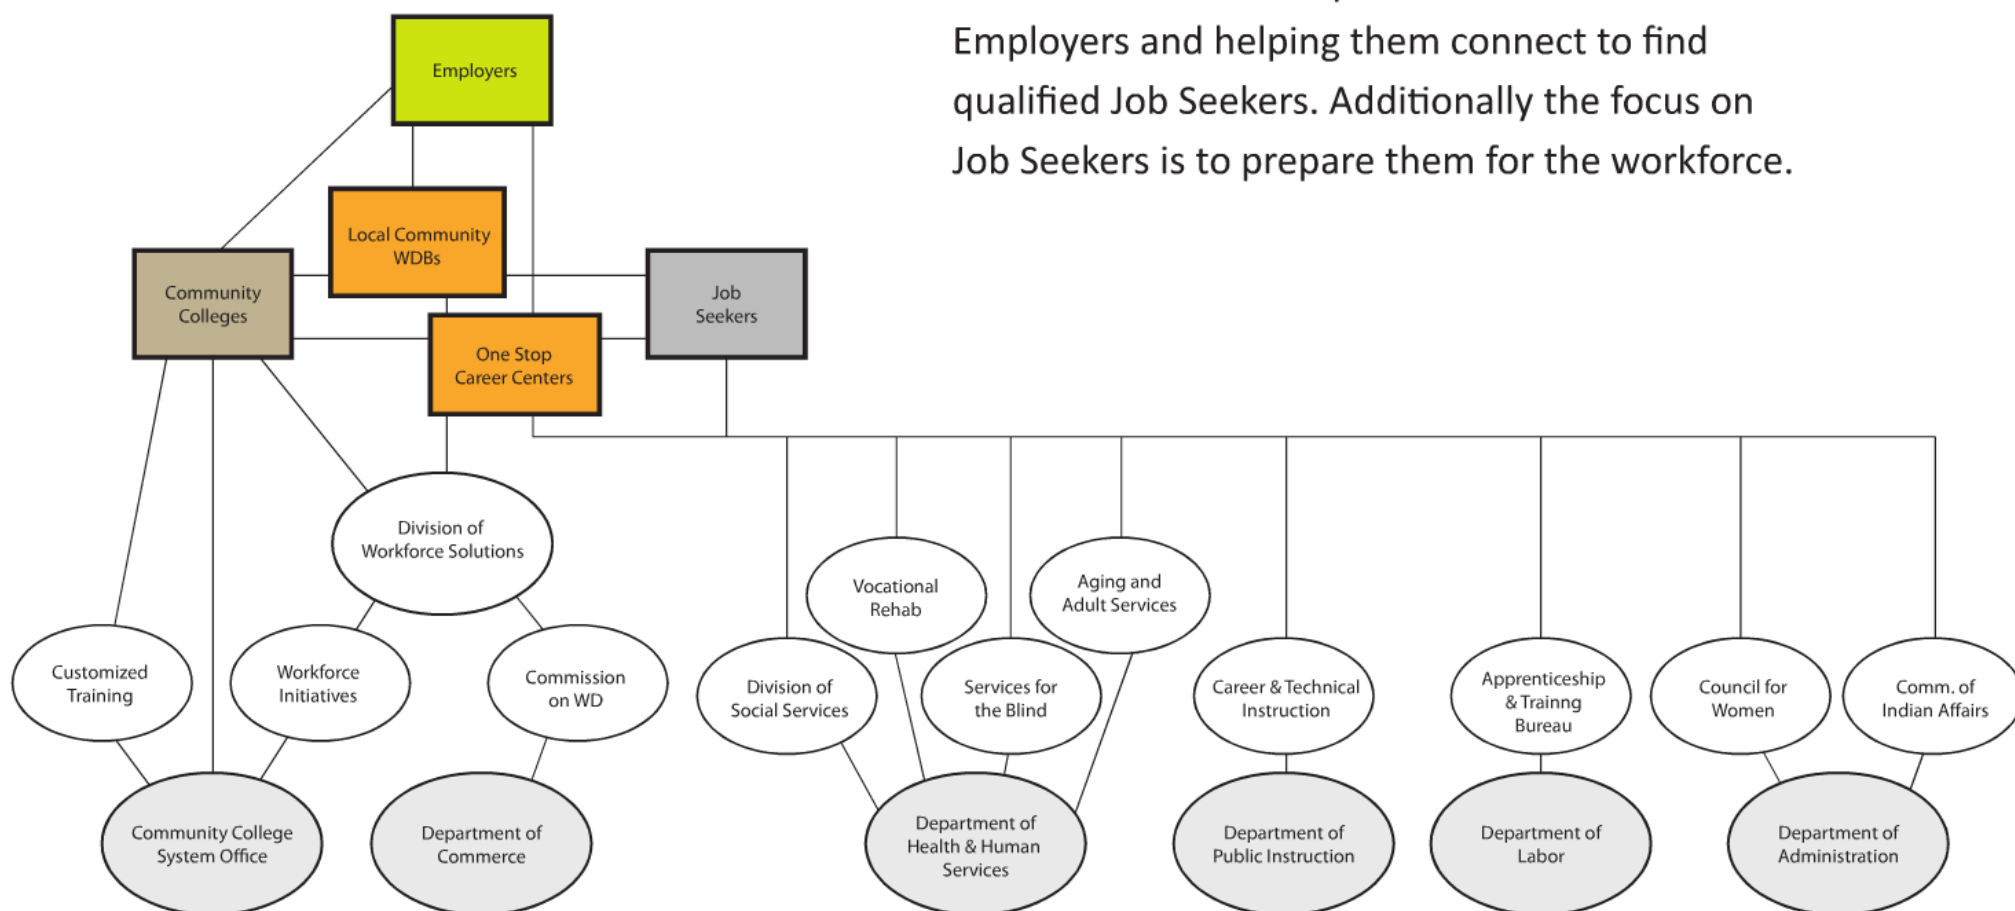 Employers and helping them connect to find
qualified Job Seekers. Additionally the focus on
Job Seekers is to prepare them for the workforce.
Employers
Local Community
WDBs
Community
Colleges
Job
Seekers
One Stop
Career Centers
Division of
Workforce Solutions
Vocational
Rehab
Aging and
Adult Services
Customized
Training
Workforce
Initiatives
Commission
on WD
Division of
Social Services
Services for
the Blind
Career & Technical
Instruction
Apprenticeship
& Trainng
Bureau
Council for
Women
Comm. of
Indian Affairs
Community College
System Office
Department of
Commerce
Department of
Health & Human
Services
Department of
Public Instruction
Department of
Labor
Department of
Administration